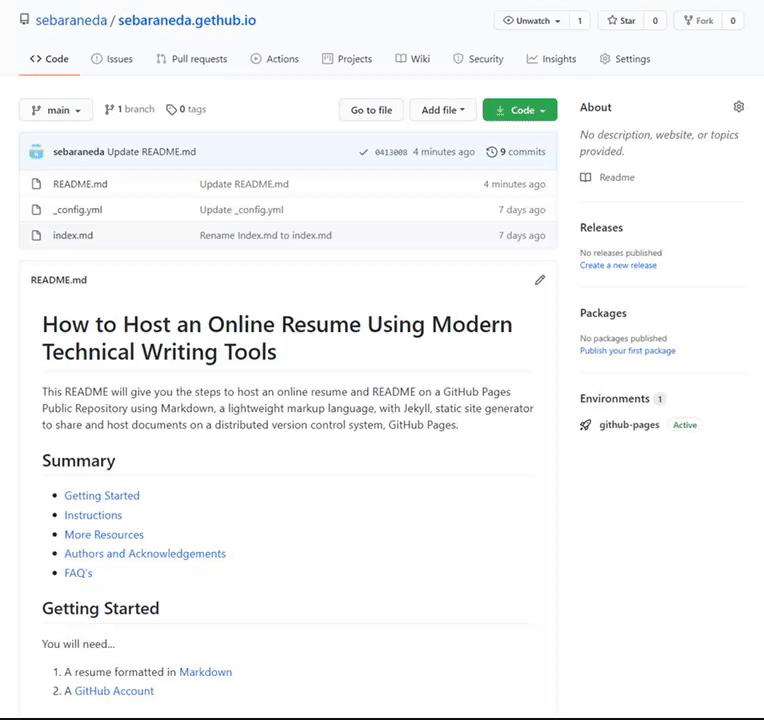 sebaraneda / sebaraneda.gethub.io
Unwatch 1 Star 0 Fork 0
Code Issues Pull requests Actions Projects Wiki Security Insights Settings
main 1 branch 0 tags Go to file Add file Code
sebaraneda Update README.md 0413008 4 minutes ago 9 commits
README.md Update README.md 4 minutes ago
_config.yml Update _config.yml 7 days ago
index.md Rename Index.md to index.md 7 days ago
README.md
How to Host an Online Resume Using Modern
Technical Writing Tools
This README will give you the steps to host an online resume and README on a GitHub Pages
Public Repository using Markdown, a lightweight markup language, with Jekyll, static site generator
to share and host documents on a distributed version control system, GitHub Pages.
Summary
Getting Started
Instructions
More Resources
Authors and Acknowledgements
FAQ's
Getting Started
You will need...
1. A resume formatted in Markdown
2. A GitHub Account
About
No description, website, or topics
provided.
Readme
Releases
No releases published
Create a new release
Packages
No packages published
Publish your first package
Environments 1
github-pages Active